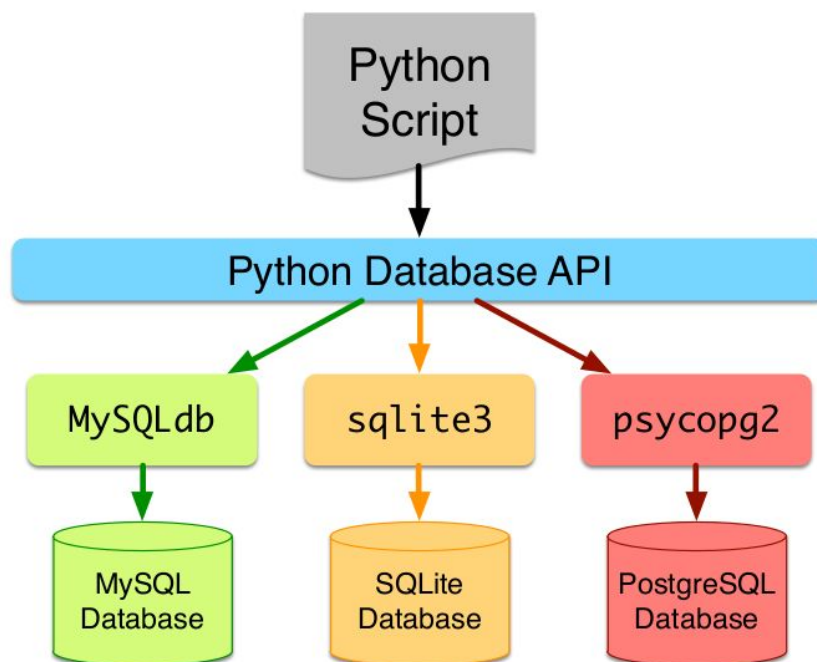 Python
Script
Python Database API
MySQLdb
sqlite3
psycopg2
MySQL
Database
SQLite
Database
PostgreSQL
Database